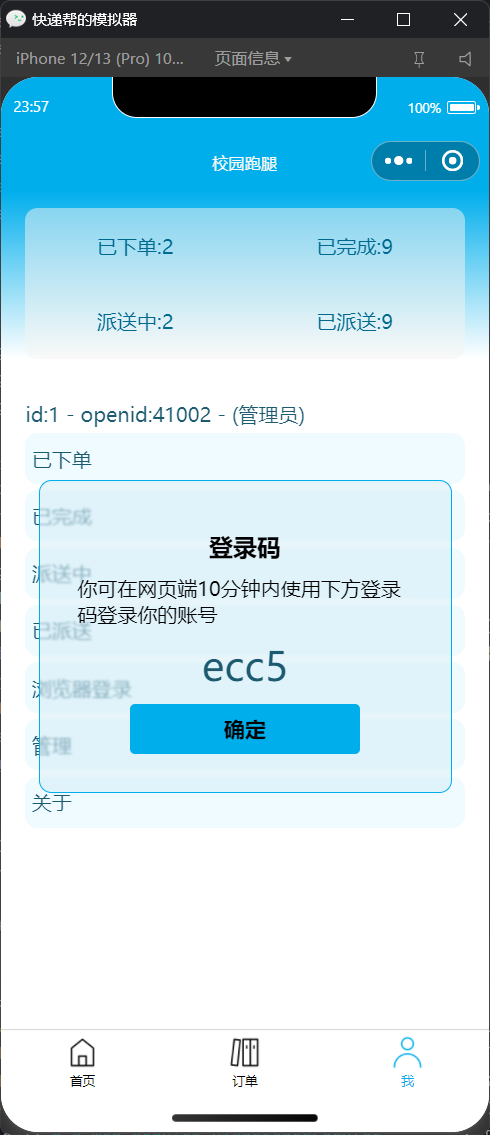 快递帮的模拟器
iPhone 12/13 (Pro) 10... 页面信息
23:57 100%
校园跑腿
已下单:2 已完成:9
派送中:2 已派送:9
id:1 - openid:41002 - (管理员)
已下单
已完成
登录码
派送中
你可在网页端10分钟内使用下方登录
码登录你的账号
已派送
ecc5
浏览器登录
确定
管理
关于
首页 订单 我